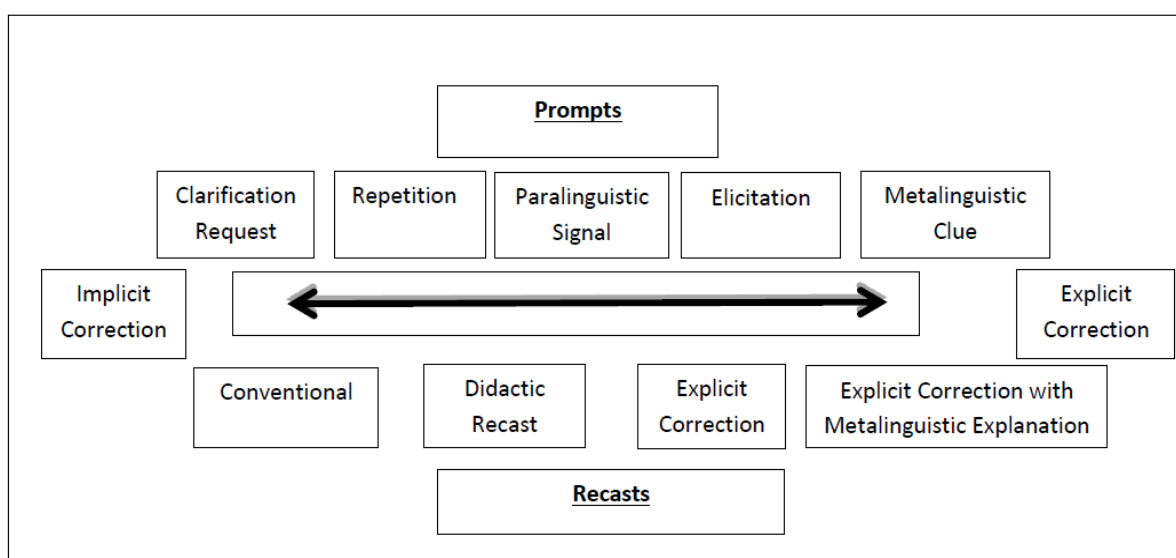 Prompts
Clarification
Request
Repetition
Paralinguistic
Signal
Elicitation
Metalinguistic
Clue
Implicit
Correction
Explicit
Correction
Conventional
Didactic
Recast
Explicit
Correction
Explicit Correction with
Metalinguistic Explanation
Recasts